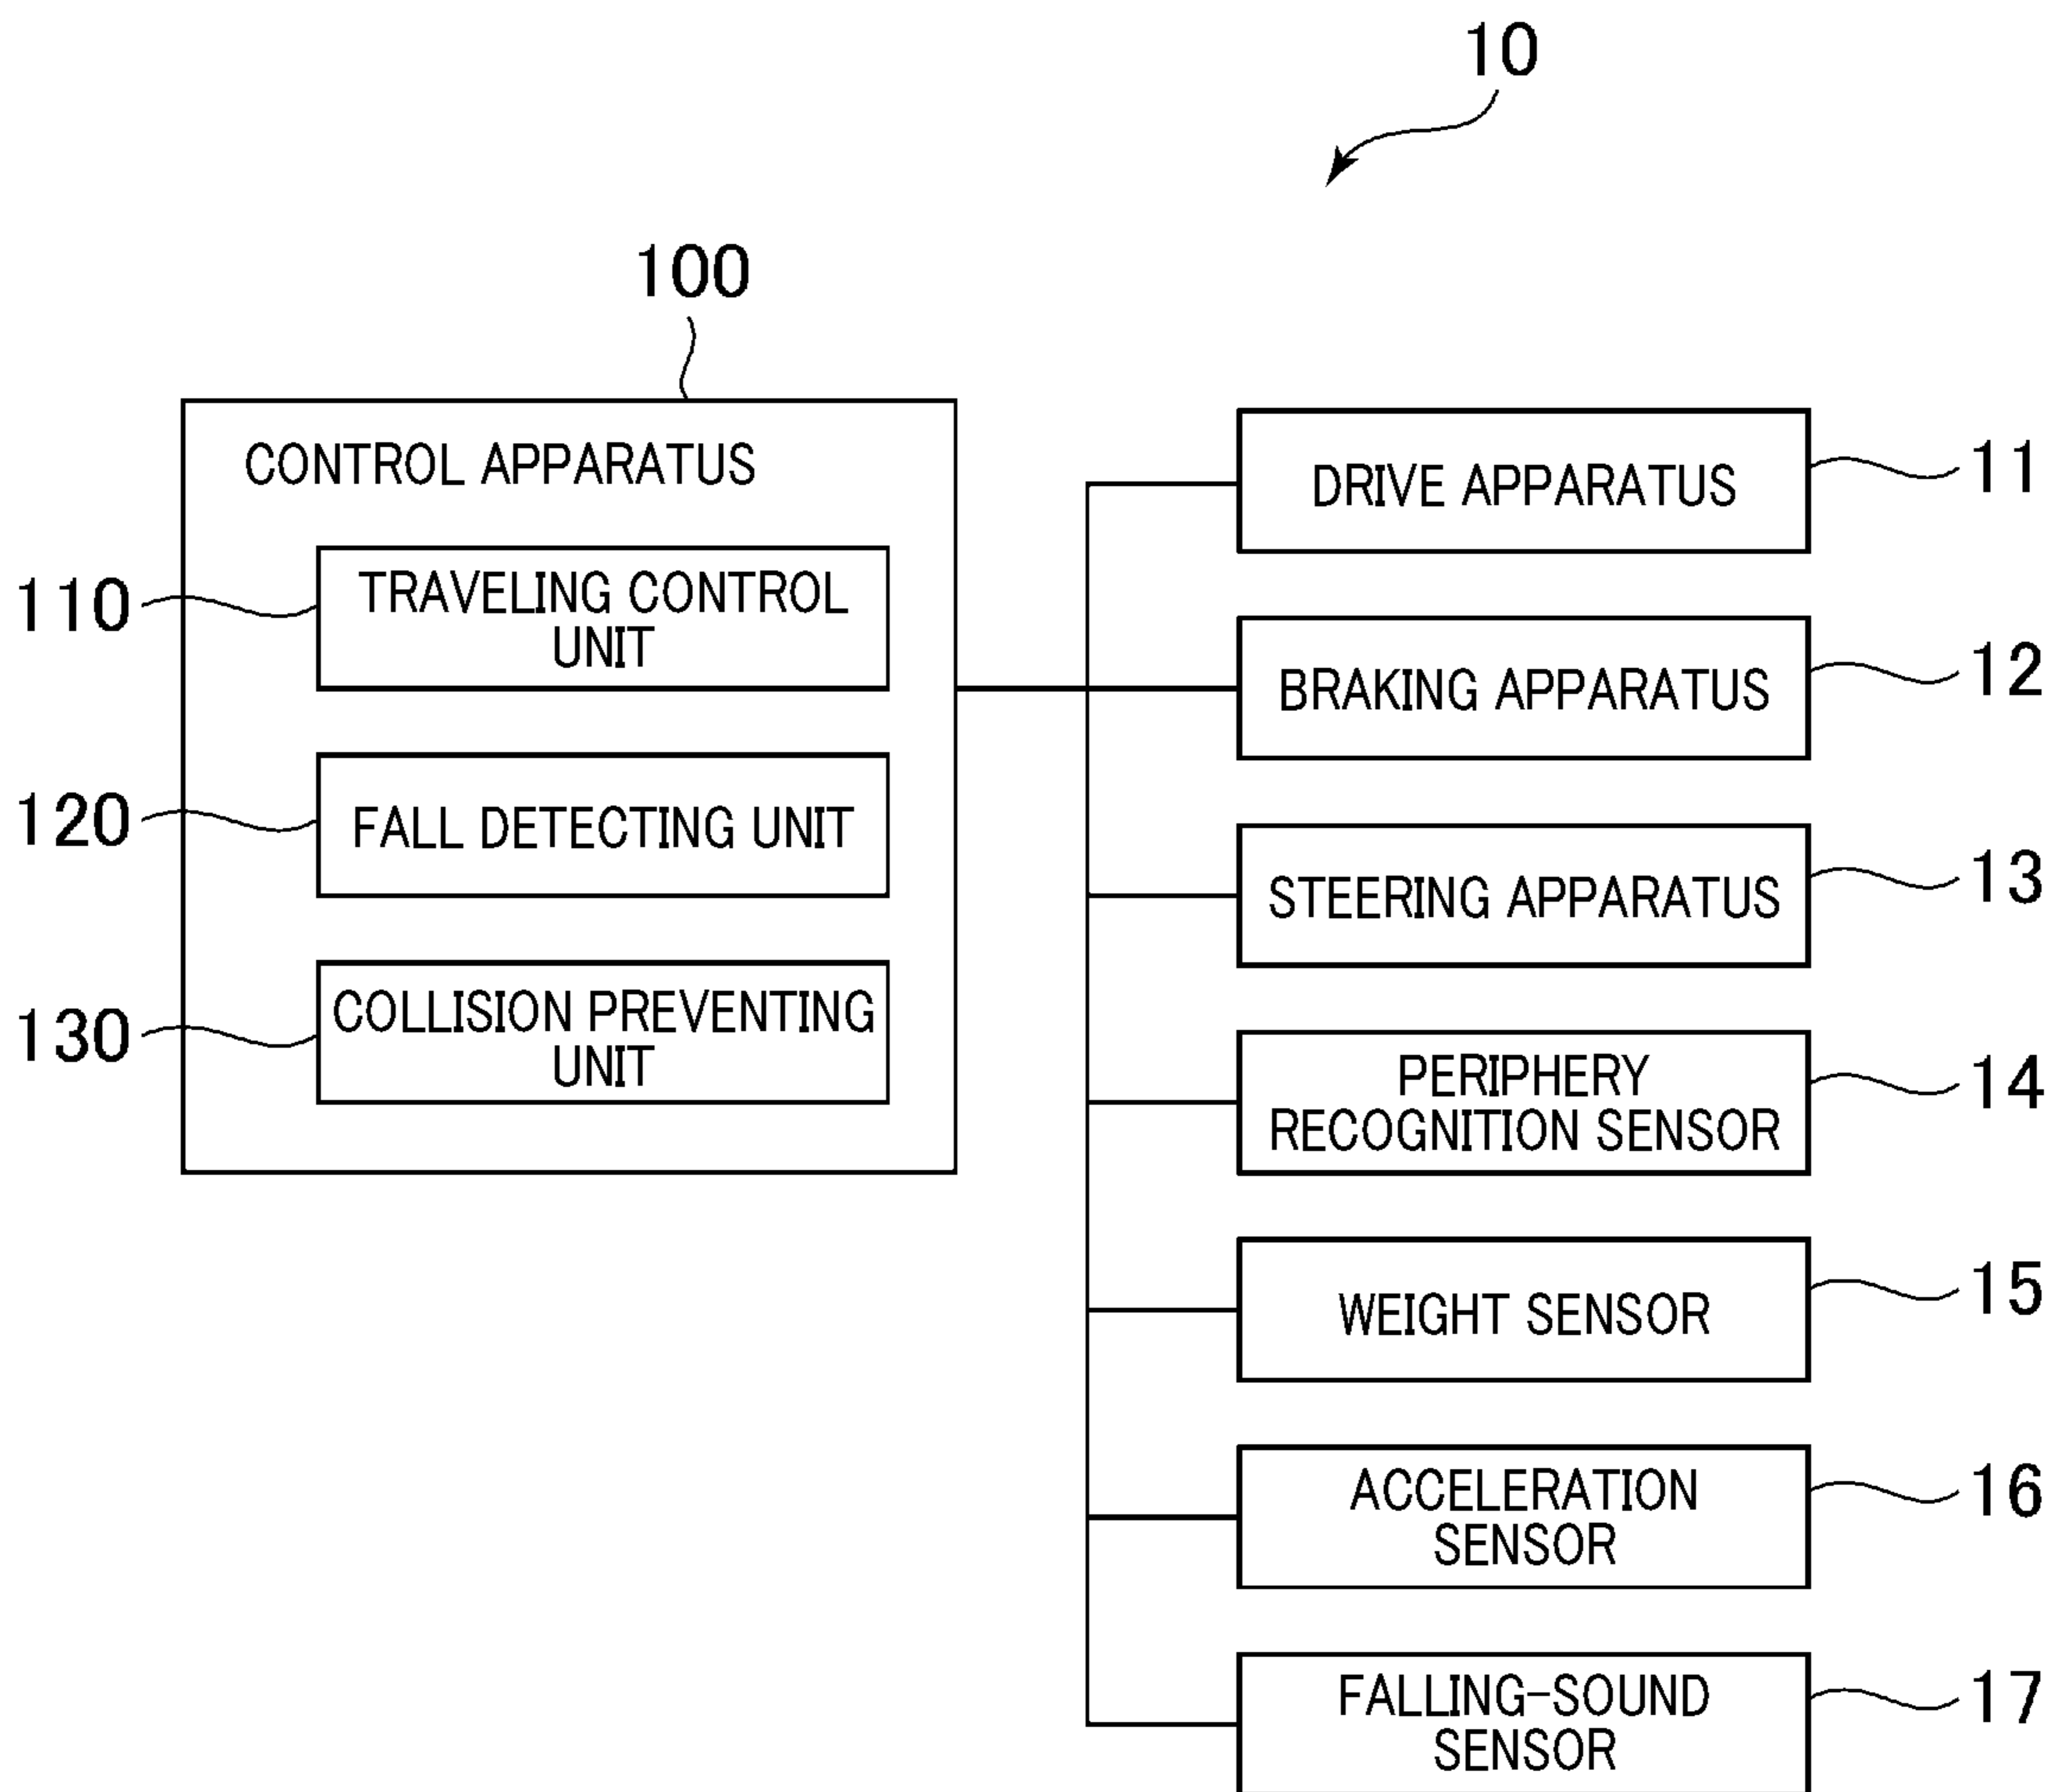 10
100
CONTROL APPARATUS
110
TRAVELING CONTROL
UNIT
120
FALL DETECTING UNIT
130
COLLISION PREVENTING
UNIT
DRIVE APPARATUS
11
BRAKING APPARATUS
12
STEERING APPARATUS
13
PERIPHERY
RECOGNITION SENSOR
14
WEIGHT SENSOR
15
ACCELERATION
SENSOR
16
FALLING-SOUND
SENSOR
17